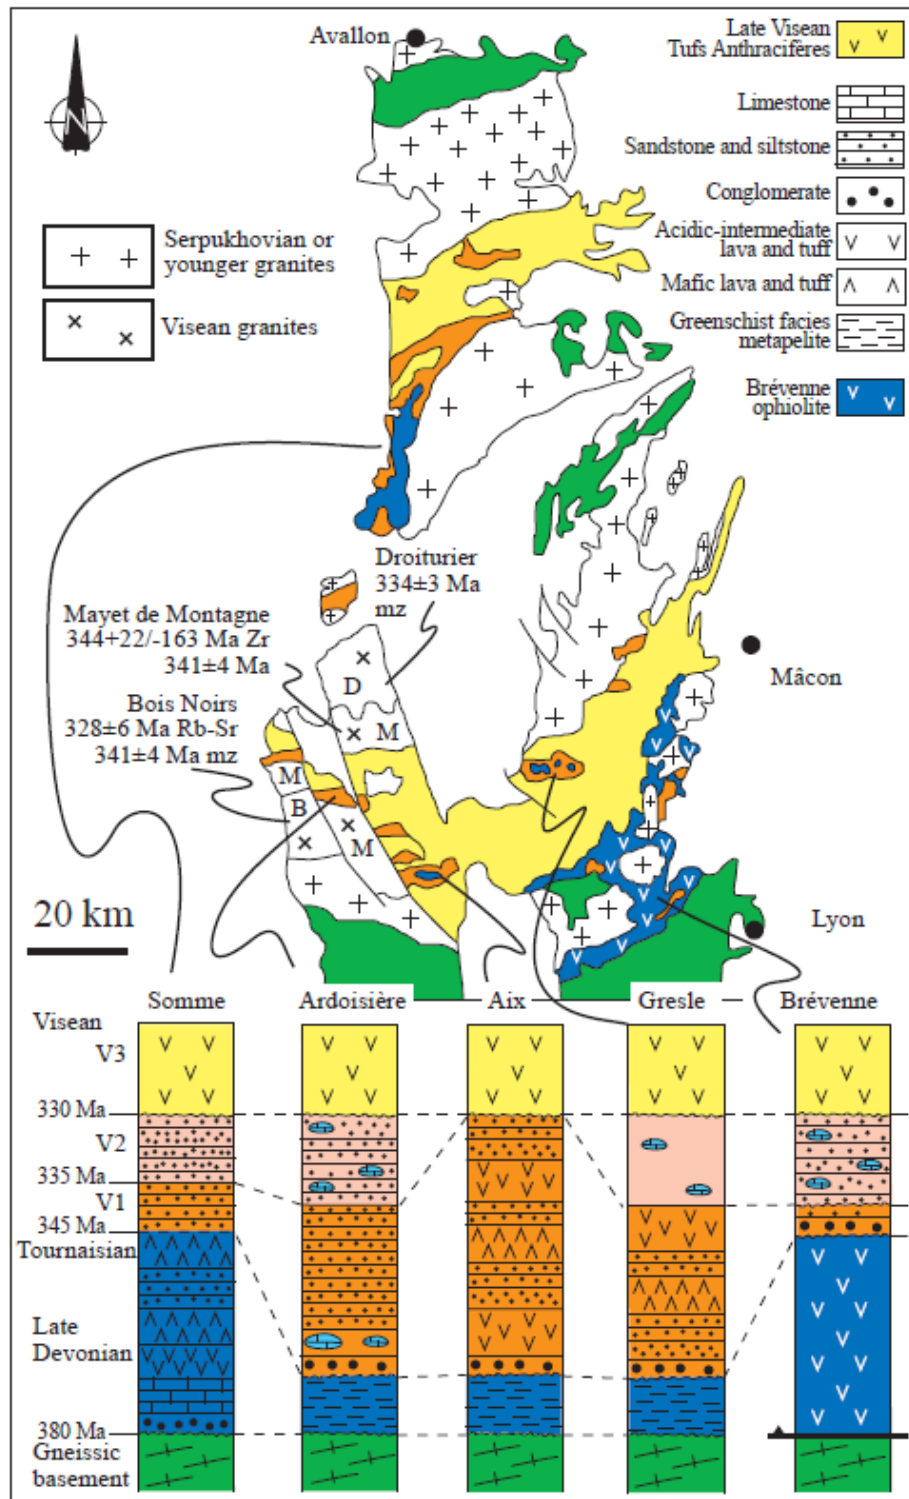 Avallon
Late Visean
Tufs Anthracifères
Limestone
Sandstone and siltstone
Conglomerate
Acidic-intermediate
lava and tuff
Mafic lava and tuff
Greenschist facies
metapelite
Brévenne
ophiolite
N
Serpukhovian or
younger granites
Visean granites
Droiturier
334±3 Ma
mz
Mayet de Montagne
344+22/-163 Ma Zr
341±4 Ma
Bois Noirs
328±6 Ma Rb-Sr
341±4 Ma mz
D
M
M
B
M
Mâcon
Lyon
20 km
Somme
Ardoisière
Aix
Gresle
Brévenne
Visean
V3
330 Ma
V2
335 Ma
V1
345 Ma
Tournaisian
Late
Devonian
380 Ma
Gneissic
basement